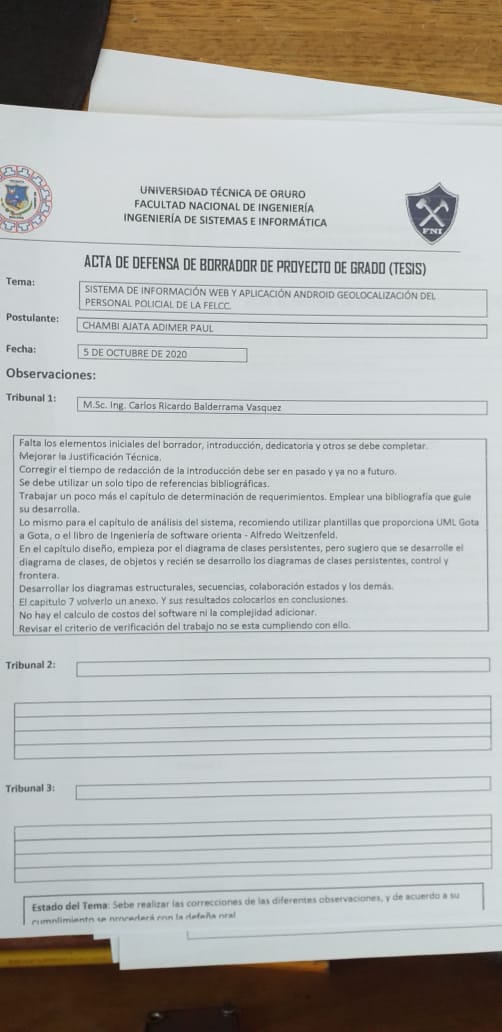 UNIVERSIDAD TÉCNICA DE ORURO
FACULTAD NACIONAL DE INGENIERÍA
INGENIERÍA DE SISTEMAS E INFORMÁTICA
FNI
ACTA DE DEFENSA DE BORRADOR DE PROYECTO DE GRADO (TESIS)
Tema:
SISTEMA DE INFORMACIÓN WEB Y APLICACIÓN ANDROID GEOLOCALIZACIÓN DEL
PERSONAL POLICIAL DE LA FELCC.
Postulante:
CHAMBI AJATA ADIMER PAUL
Fecha:
5 DE OCTUBRE DE 2020
Observaciones:
Tribunal 1:
M.Sc. Ing. Carlos Ricardo Balderrama Vasquez
Falta los elementos iniciales del borrador, introducción, dedicatoria y otros se debe completar.
Mejorar la Justificación Técnica.
Corregir el tiempo de redacción de la introducción debe ser en pasado y ya no a futuro.
Se debe utilizar un solo tipo de referencias bibliográficas.
Trabajar un poco más el capítulo de determinación de requerimientos. Emplear una bibliografía que guie
su desarrolla.
Lo mismo para el capítulo de análisis del sistema, recomiendo utilizar plantillas que proporciona UML Gota
a Gota, o el libro de Ingeniería de software orienta - Alfredo Weitzenfeld.
En el capítulo diseño, empieza por el diagrama de clases persistentes, pero sugiero que se desarrolle el
diagrama de clases, de objetos y recién se desarrollo los diagramas de clases persistentes, control y
frontera.
Desarrollar los diagramas estructurales, secuencias, colaboración estados y los demás.
El capitulo 7 volverlo un anexo. Y sus resultados colocarlos en conclusiones.
No hay el calculo de costos del software ni la complejidad adicionar.
Revisar el criterio de verificación del trabajo no se esta cumpliendo con ello.
Tribunal 2:
Tribunal 3:
Estado del Tema: Sebe realizar las correcciones de las diferentes observaciones, y de acuerdo a su
cumplimiento se procederá con la defeña oral